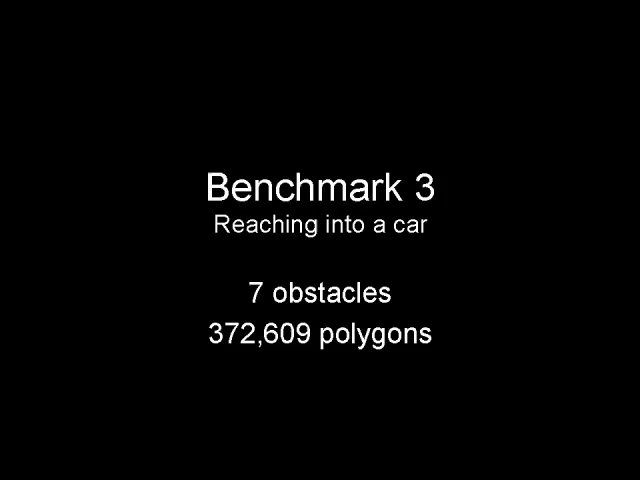 Benchmark 3
Reaching into a car
7 obstacles
372,609 polygons